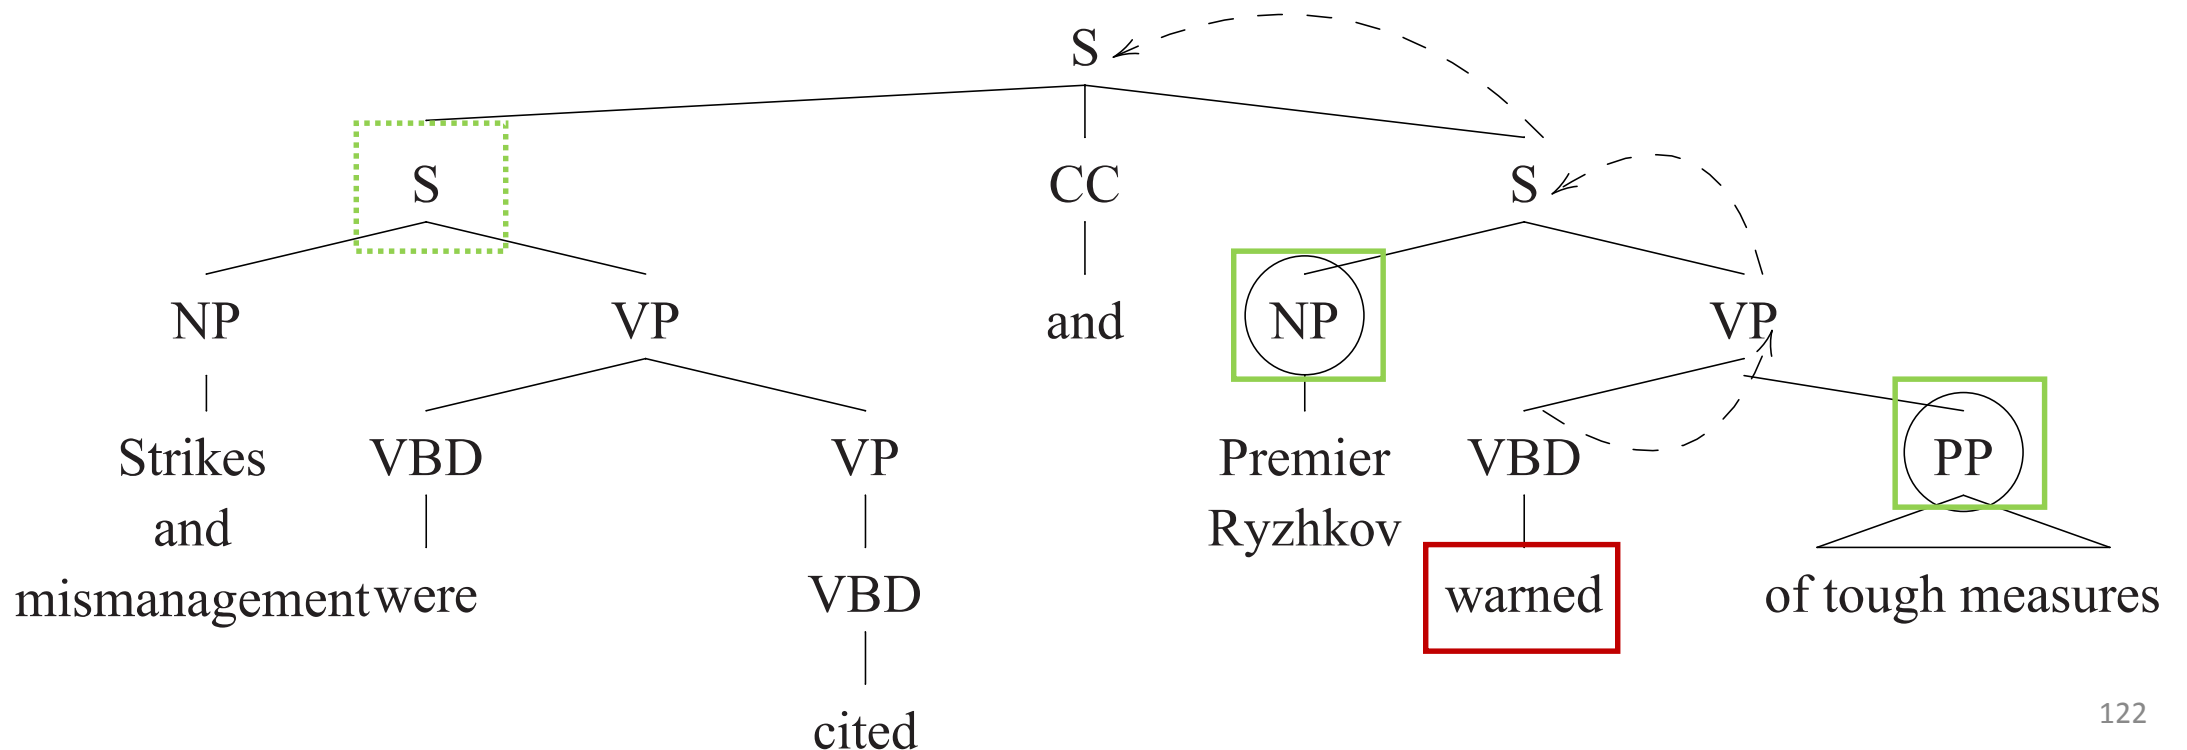 S
S CC S
NP VP and NP VP
Strikes VBD VP Premier VBD PP
and Ryzhkov
mismanagement were VBD warned of tough measures
cited
122